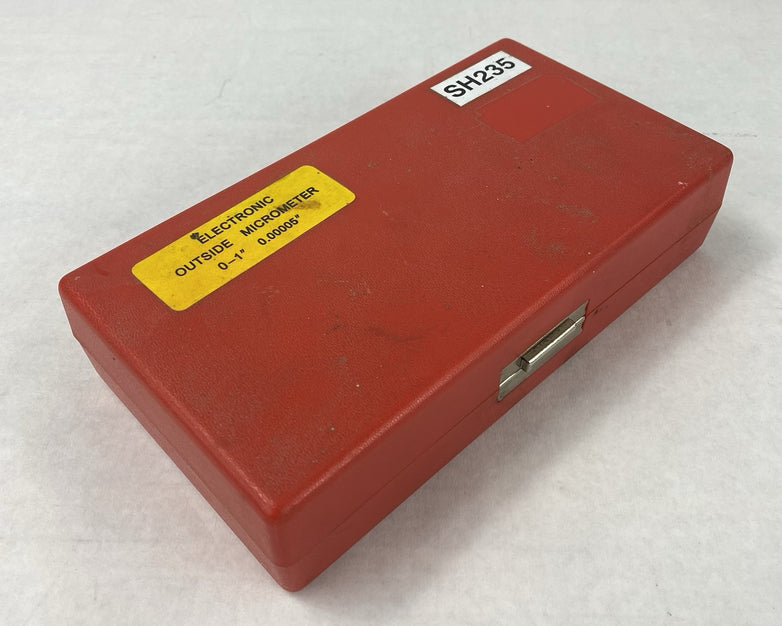 SH235
ELECTRONIC
OUTSIDE MICROMETER
0-1" 0.00005"